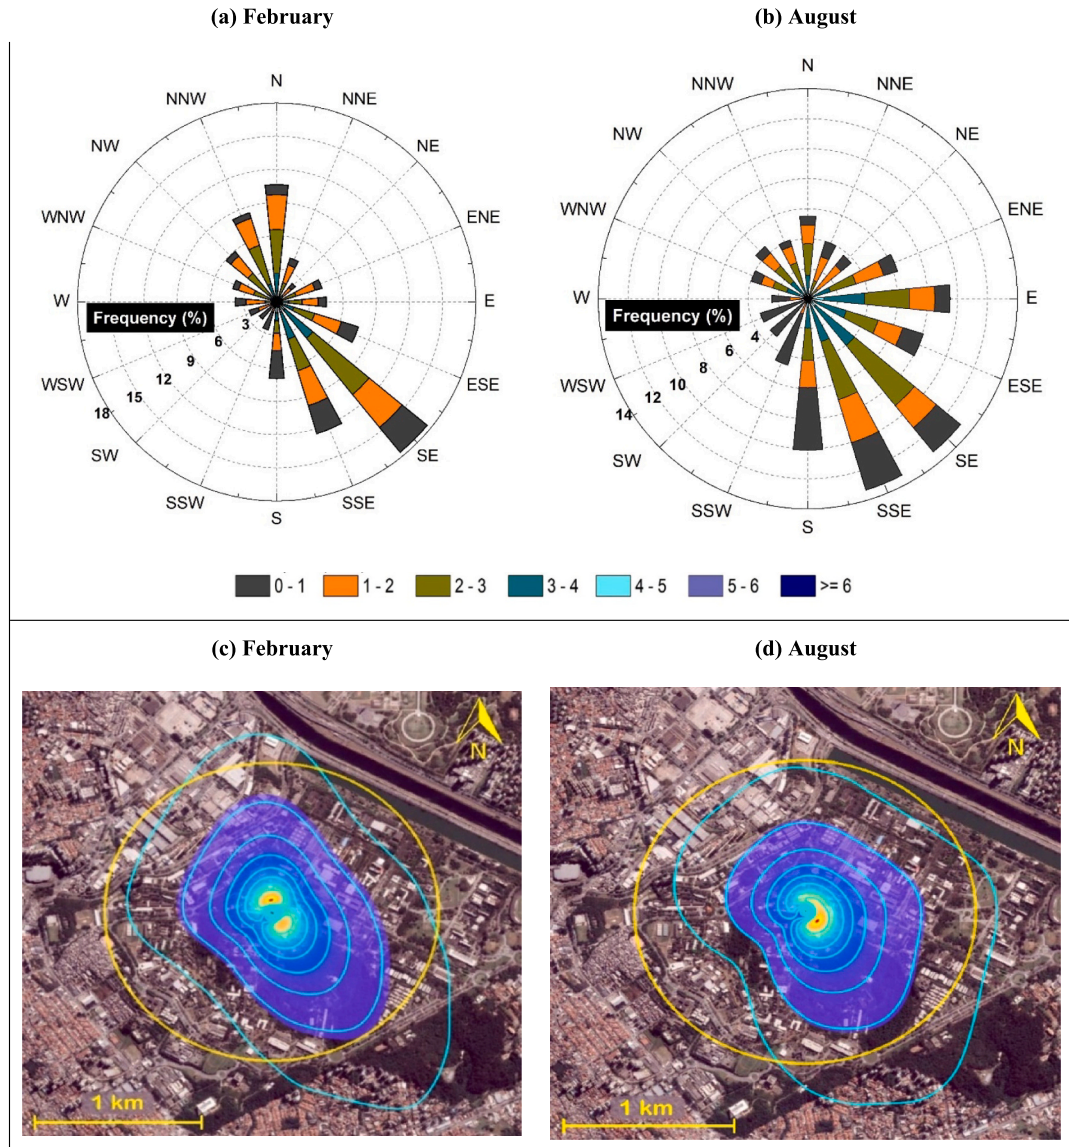 (a) February
(b) August
N
NNE
NE
ENE
E
ESE
SE
SSE
S
SSW
SW
WSW
W
WNW
NW
NNW
Frequency (%)
3
6
9
12
15
18
N
NNE
NE
ENE
E
ESE
SE
SSE
S
SSW
SW
WSW
W
WNW
NW
NNW
Frequency (%)
4
6
8
10
12
14
0 - 1
1 - 2
2 - 3
3 - 4
4 - 5
5 - 6
>= 6
(c) February
(d) August
N
1 km
N
1 km